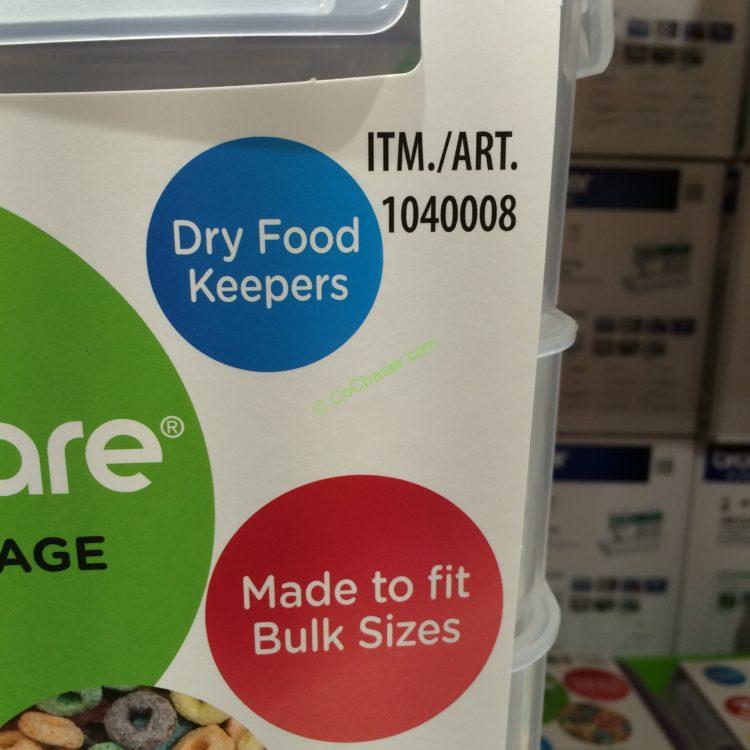 ITM./ART.
1040008
Dry Food
Keepers
© CoChaser.com
are®
AGE
Made to fit
Bulk Sizes